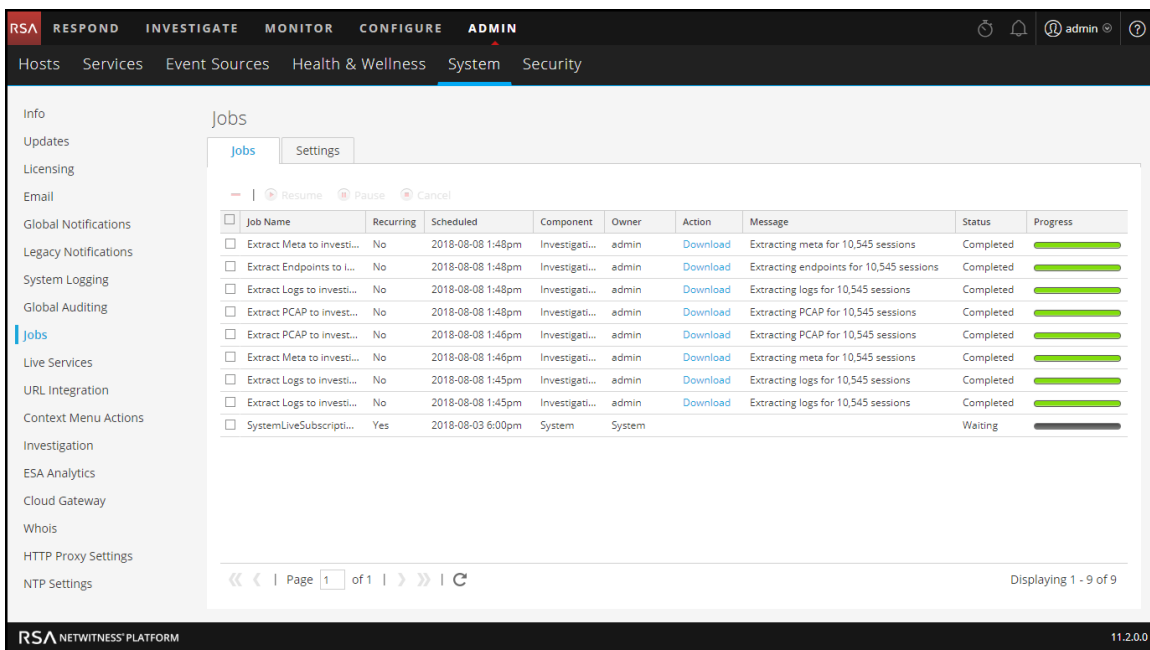 RSA RESPOND INVESTIGATE MONITOR CONFIGURE ADMIN admin
Hosts Services Event Sources Health & Wellness System Security
Info
Updates
Licensing
Email
Global Notifications
Legacy Notifications
System Logging
Global Auditing
Jobs
Live Services
URL Integration
Context Menu Actions
Investigation
ESA Analytics
Cloud Gateway
Whois
HTTP Proxy Settings
NTP Settings
Jobs
Jobs Settings
Resume Pause Cancel
Job Name Recurring Scheduled Component Owner Action Message Status Progress
Extract Meta to investi... No 2018-08-08 1:48pm Investigati... admin Download Extracting meta for 10,545 sessions Completed
Extract Endpoints to i... No 2018-08-08 1:48pm Investigati... admin Download Extracting endpoints for 10,545 sessions Completed
Extract Logs to investi... No 2018-08-08 1:48pm Investigati... admin Download Extracting logs for 10,545 sessions Completed
Extract PCAP to invest... No 2018-08-08 1:48pm Investigati... admin Download Extracting PCAP for 10,545 sessions Completed
Extract PCAP to invest... No 2018-08-08 1:46pm Investigati... admin Download Extracting PCAP for 10,545 sessions Completed
Extract Meta to investi... No 2018-08-08 1:46pm Investigati... admin Download Extracting meta for 10,545 sessions Completed
Extract Logs to investi... No 2018-08-08 1:45pm Investigati... admin Download Extracting logs for 10,545 sessions Completed
Extract Logs to investi... No 2018-08-08 1:45pm Investigati... admin Download Extracting logs for 10,545 sessions Completed
SystemLiveSubscripti... Yes 2018-08-03 6:00pm System System Waiting
Page 1 of 1 Displaying 1 - 9 of 9
RSA NETWITNESS® PLATFORM 11.2.0.0